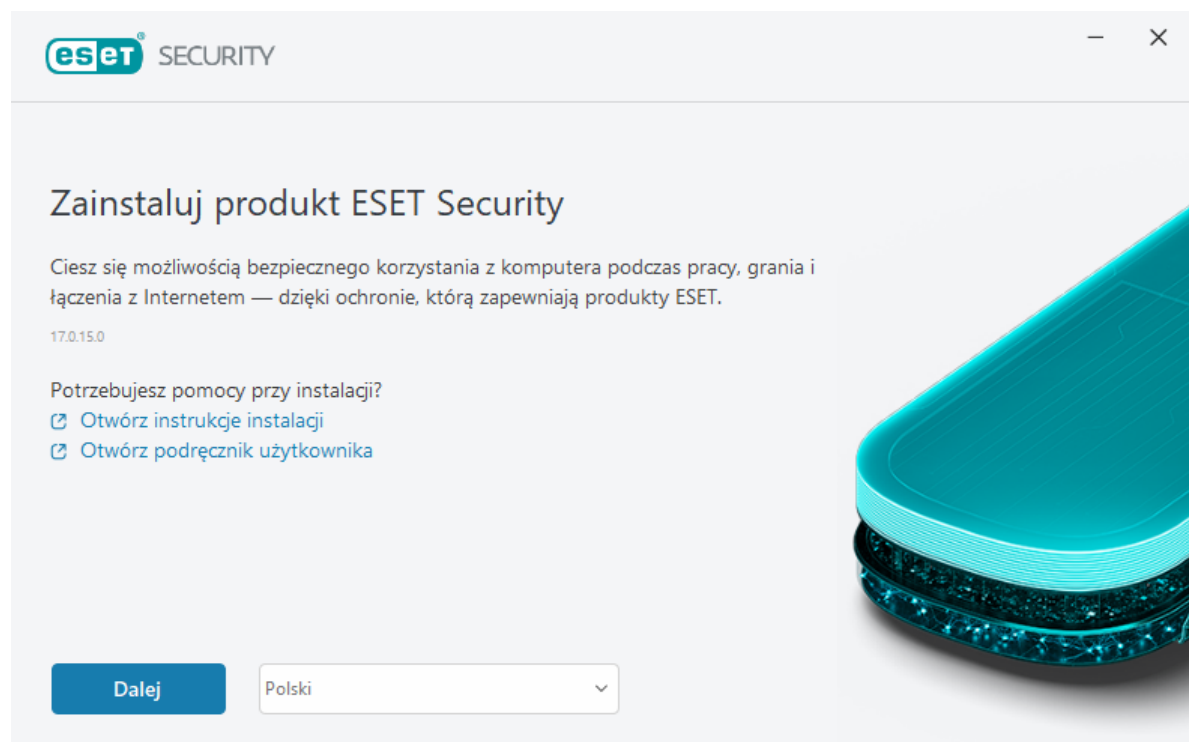 eset® SECURITY
Zainstaluj produkt ESET Security
Ciesz się możliwością bezpiecznego korzystania z komputera podczas pracy, grania i
łączenia z Internetem — dzięki ochronie, którą zapewniają produkty ESET.
17.0.15.0
Potrzebujesz pomocy przy instalacji?
Otwórz instrukcje instalacji
Otwórz podręcznik użytkownika
Dalej
Polski